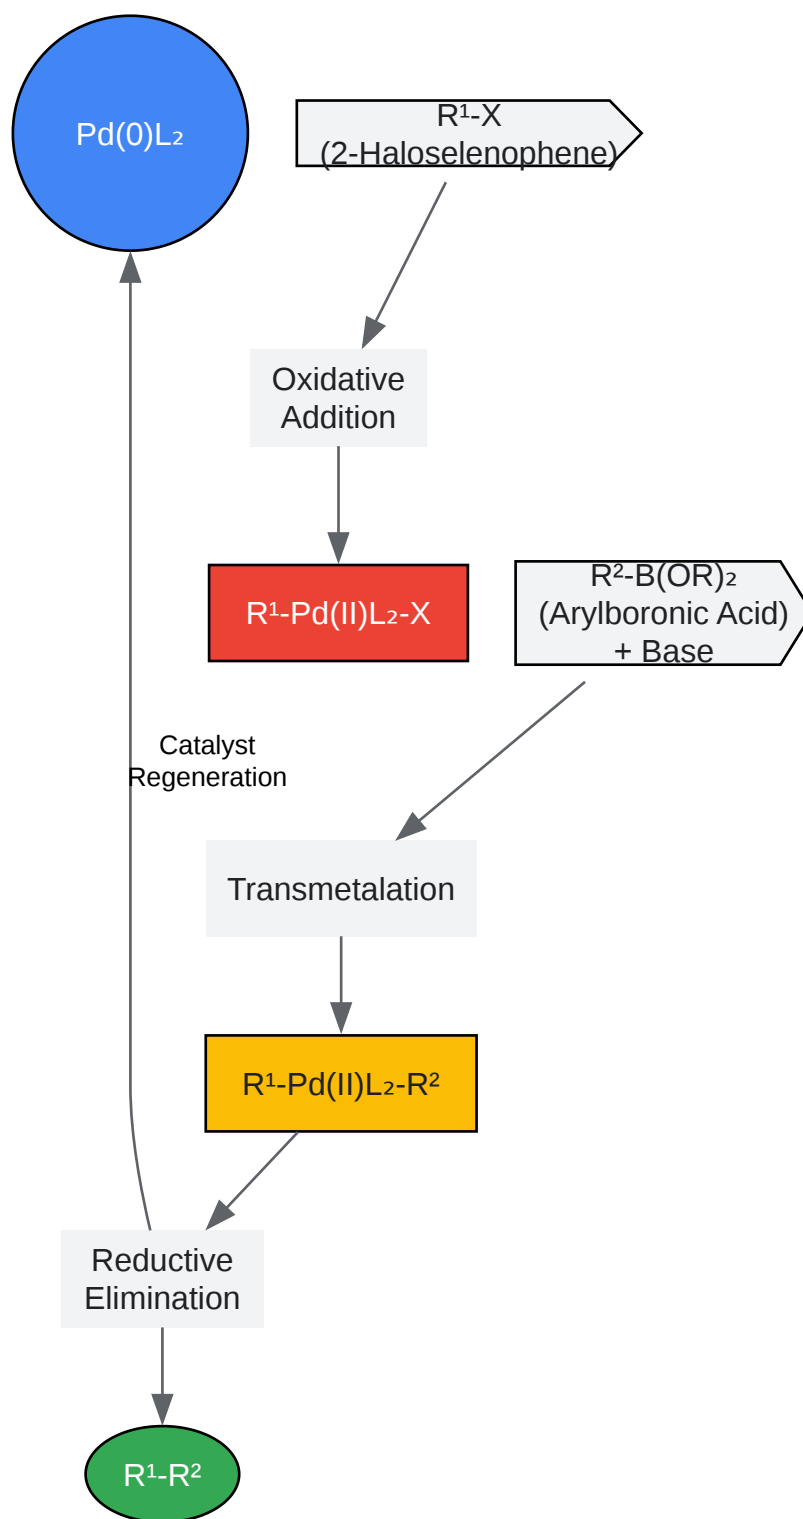 Pd(0)L₂
R¹-X
(2-Haloselenophene)
Oxidative
Addition
R¹-Pd(II)L₂-X
R²-B(OR)₂
(Arylboronic Acid)
+ Base
Catalyst
Regeneration
Transmetalation
R¹-Pd(II)L₂-R²
Reductive
Elimination
R¹-R²